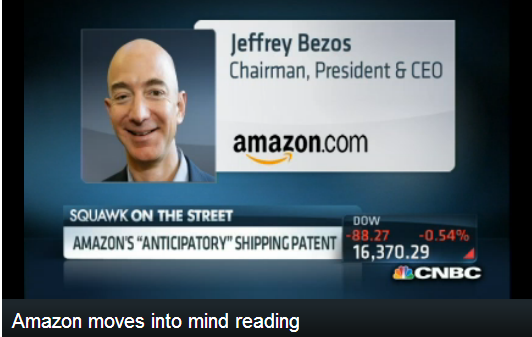 Jeffrey Bezos
Chairman, President & CEO
amazon.com
SQUAWK ON THE STREET
AMAZON'S "ANTICIPATORY" SHIPPING PATENT
DOW
-88.27 -0.54%
16,370.29
CNBC
Amazon moves into mind reading